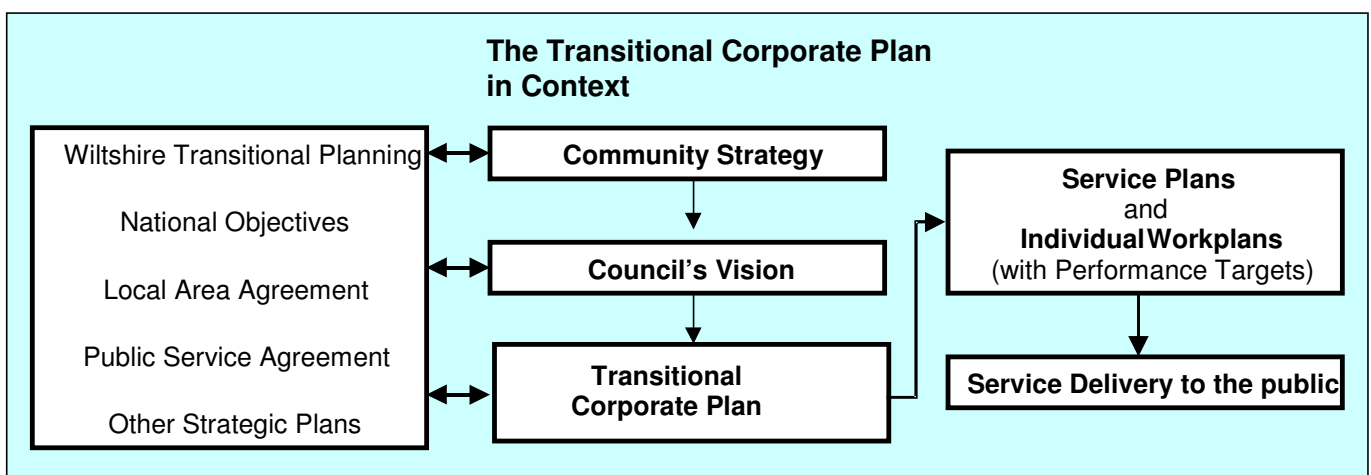 The Transitional Corporate Plan
in Context
Wiltshire Transitional Planning
National Objectives
Local Area Agreement
Public Service Agreement
Other Strategic Plans
Community Strategy
Council's Vision
Transitional
Corporate Plan
Service Plans
and
Individual Workplans
(with Performance Targets)
Service Delivery to the public